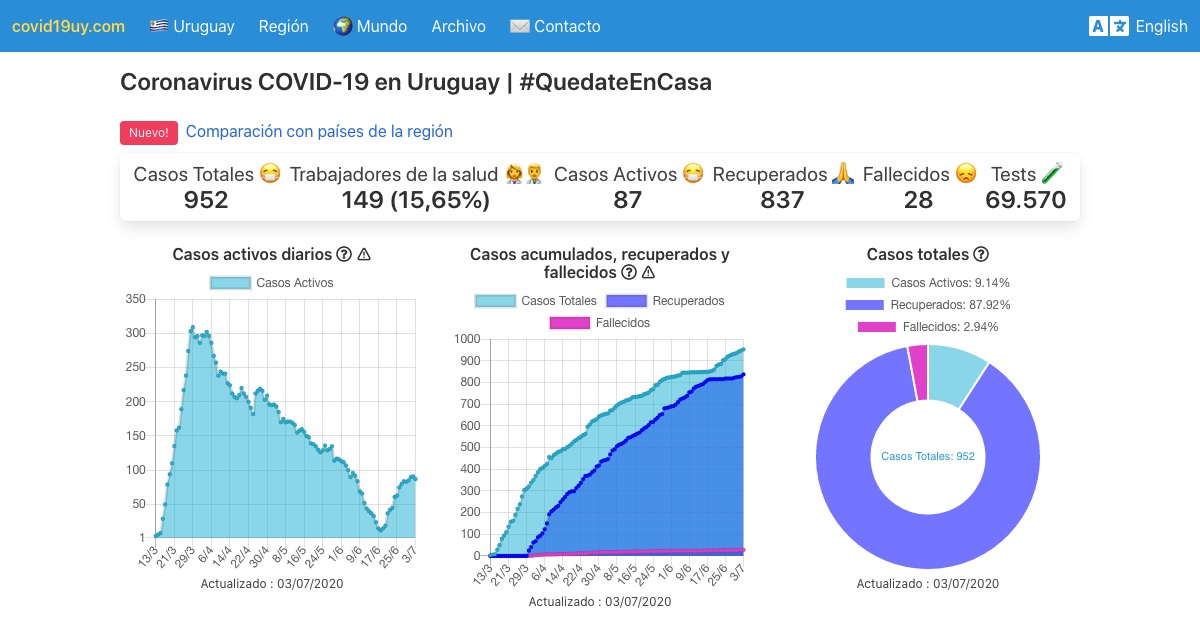 covid19uy.com Uruguay Región Mundo Archivo Contacto English
Coronavirus COVID-19 en Uruguay | #QuedateEnCasa
Nuevo! Comparación con países de la región
Casos Totales Trabajadores de la salud Casos Activos Recuperados Fallecidos Tests
952 149 (15,65%) 87 837 28 69.570
Casos activos diarios
Casos Activos
350
300
250
200
150
100
50
1
13/3 21/3 29/3 6/4 14/4 22/4 30/4 8/5 16/5 24/5 1/6 9/6 17/6 25/6 3/7
Actualizado : 03/07/2020
Casos acumulados, recuperados y
fallecidos
Casos Totales Recuperados
Fallecidos
1000
900
800
700
600
500
400
300
200
100
0
13/3 21/3 29/3 6/4 14/4 22/4 30/4 8/5 16/5 24/5 1/6 9/6 17/6 25/6 3/7
Actualizado : 03/07/2020
Casos totales
Casos Activos: 9.14%
Recuperados: 87.92%
Fallecidos: 2.94%
Casos Totales: 952
Actualizado : 03/07/2020